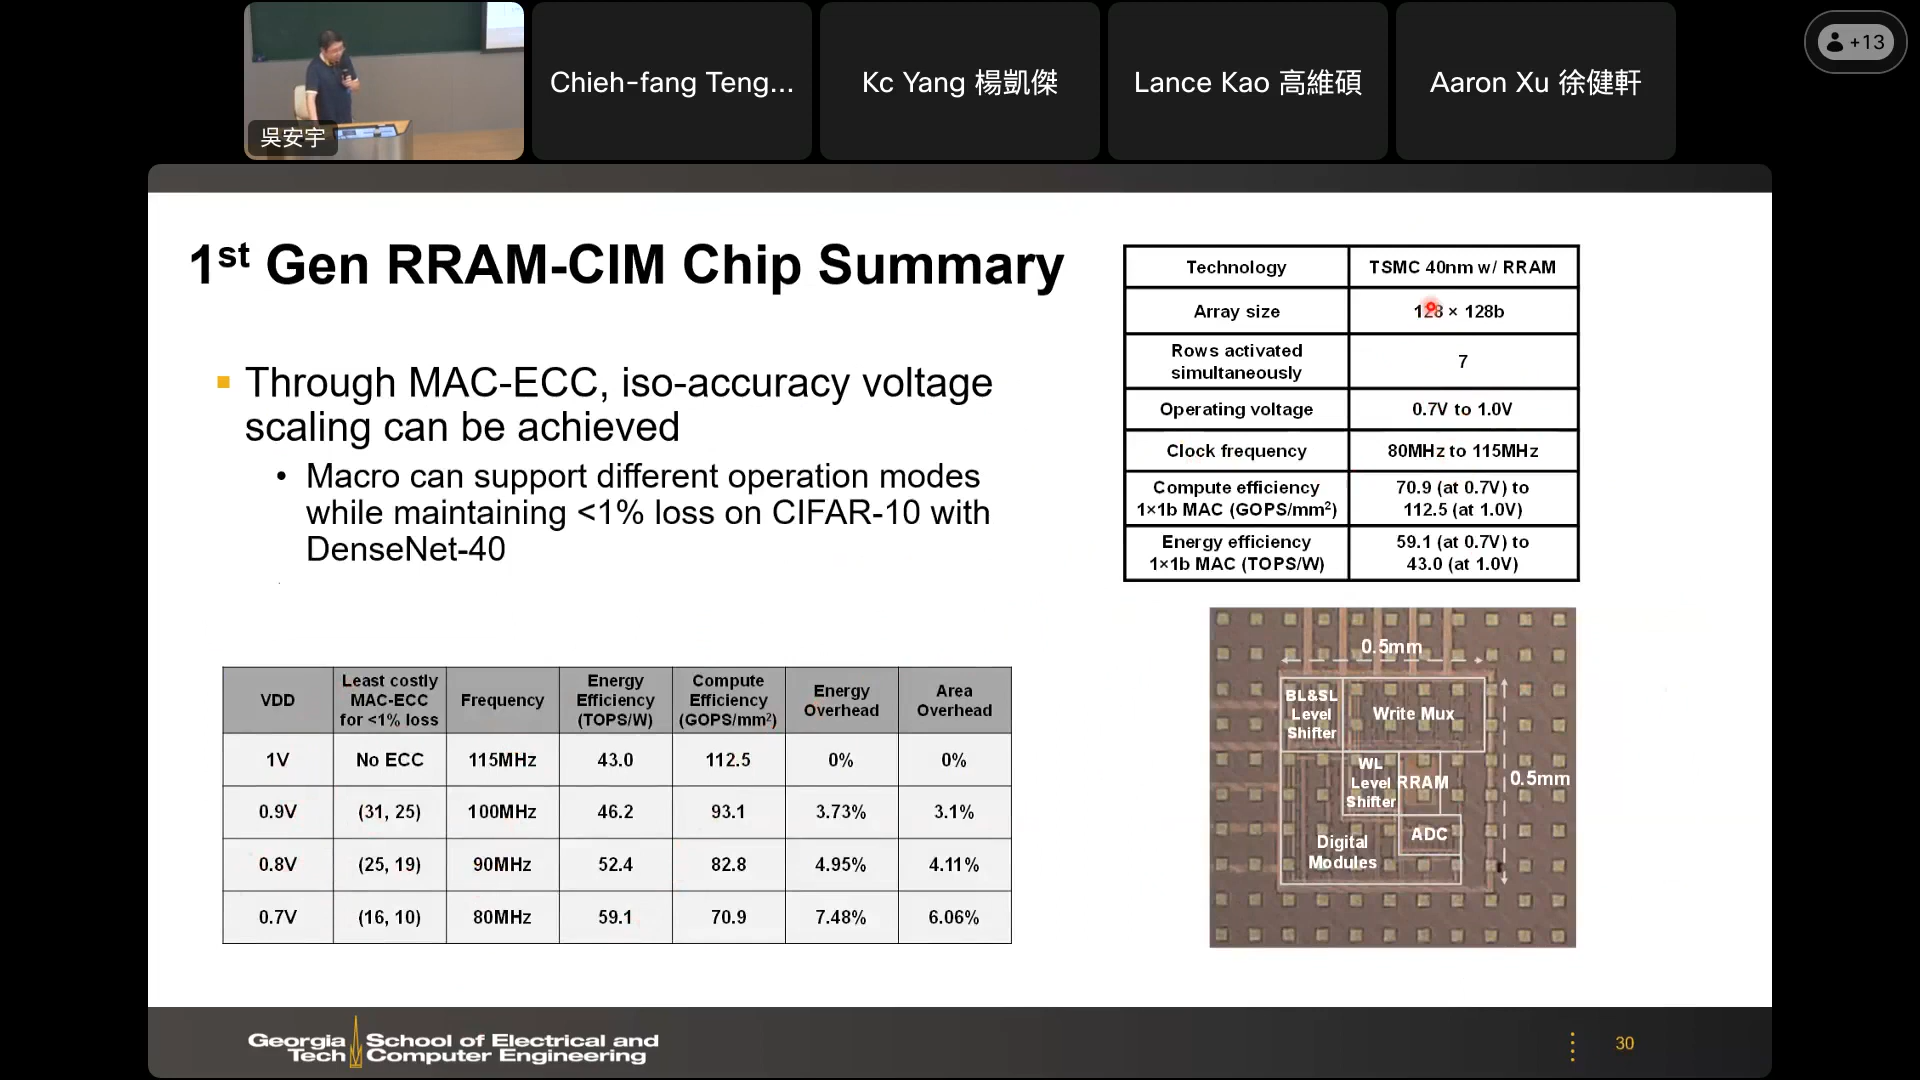 吳安宇
Chieh-fang Teng...
Kc Yang 楊凱傑
Lance Kao 高維碩
Aaron Xu 徐健軒
+13
1st Gen RRAM-CIM Chip Summary
Through MAC-ECC, iso-accuracy voltage
scaling can be achieved
• Macro can support different operation modes
while maintaining <1% loss on CIFAR-10 with
DenseNet-40
Technology TSMC 40nm w/ RRAM
Array size 128 × 128b
Rows activated
simultaneously
7
Operating voltage 0.7V to 1.0V
Clock frequency 80MHz to 115MHz
Compute efficiency
1×1b MAC (GOPS/mm²)
70.9 (at 0.7V) to
112.5 (at 1.0V)
Energy efficiency
1×1b MAC (TOPS/W)
59.1 (at 0.7V) to
43.0 (at 1.0V)
VDD
Least costly
MAC-ECC
for <1% loss
Frequency
Energy
Efficiency
(TOPS/W)
Compute
Efficiency
(GOPS/mm²)
Energy
Overhead
Area
Overhead
1V No ECC 115MHz 43.0 112.5 0% 0%
0.9V (31, 25) 100MHz 46.2 93.1 3.73% 3.1%
0.8V (25, 19) 90MHz 52.4 82.8 4.95% 4.11%
0.7V (16, 10) 80MHz 59.1 70.9 7.48% 6.06%
0.5mm
BL&SL
Level
Shifter
Write Mux
WL
Level
Shifter
RRAM
0.5mm
ADC
Digital
Modules
Georgia
Tech
School of Electrical and
Computer Engineering
30